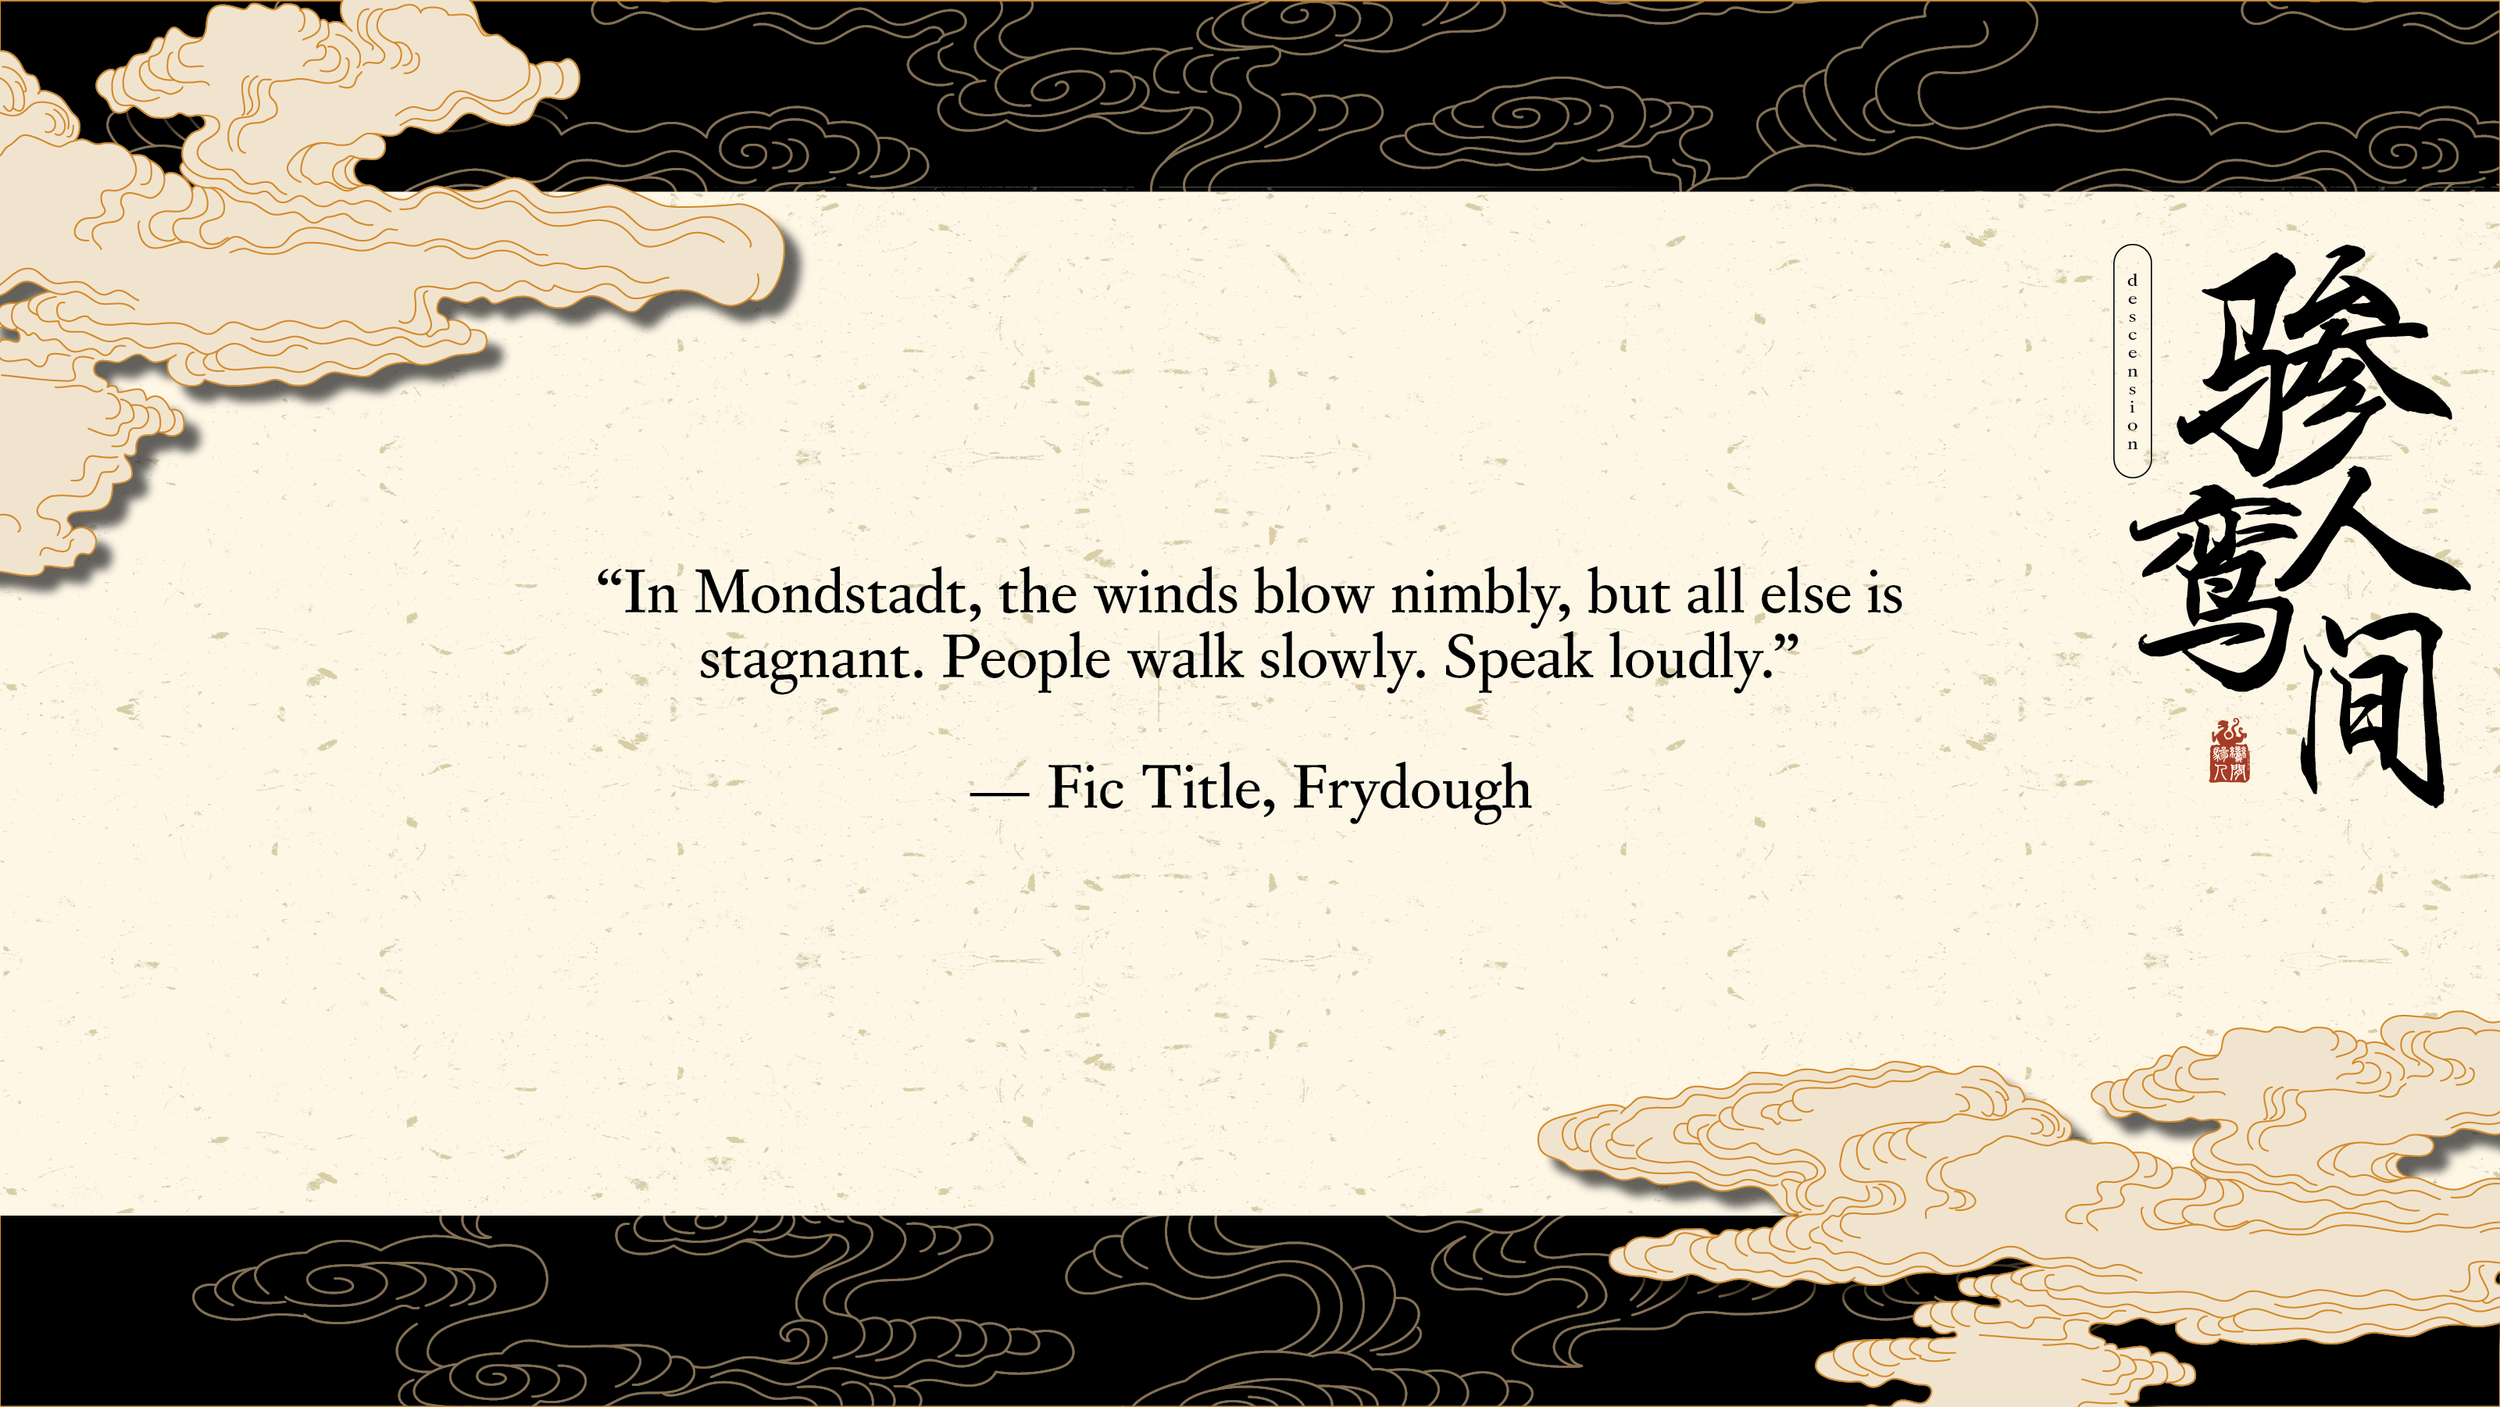 “In Mondstadt, the winds blow nimbly, but all else is
stagnant. People walk slowly. Speak loudly.”
— Fic Title, Frydough
descension
骖鸾
人间